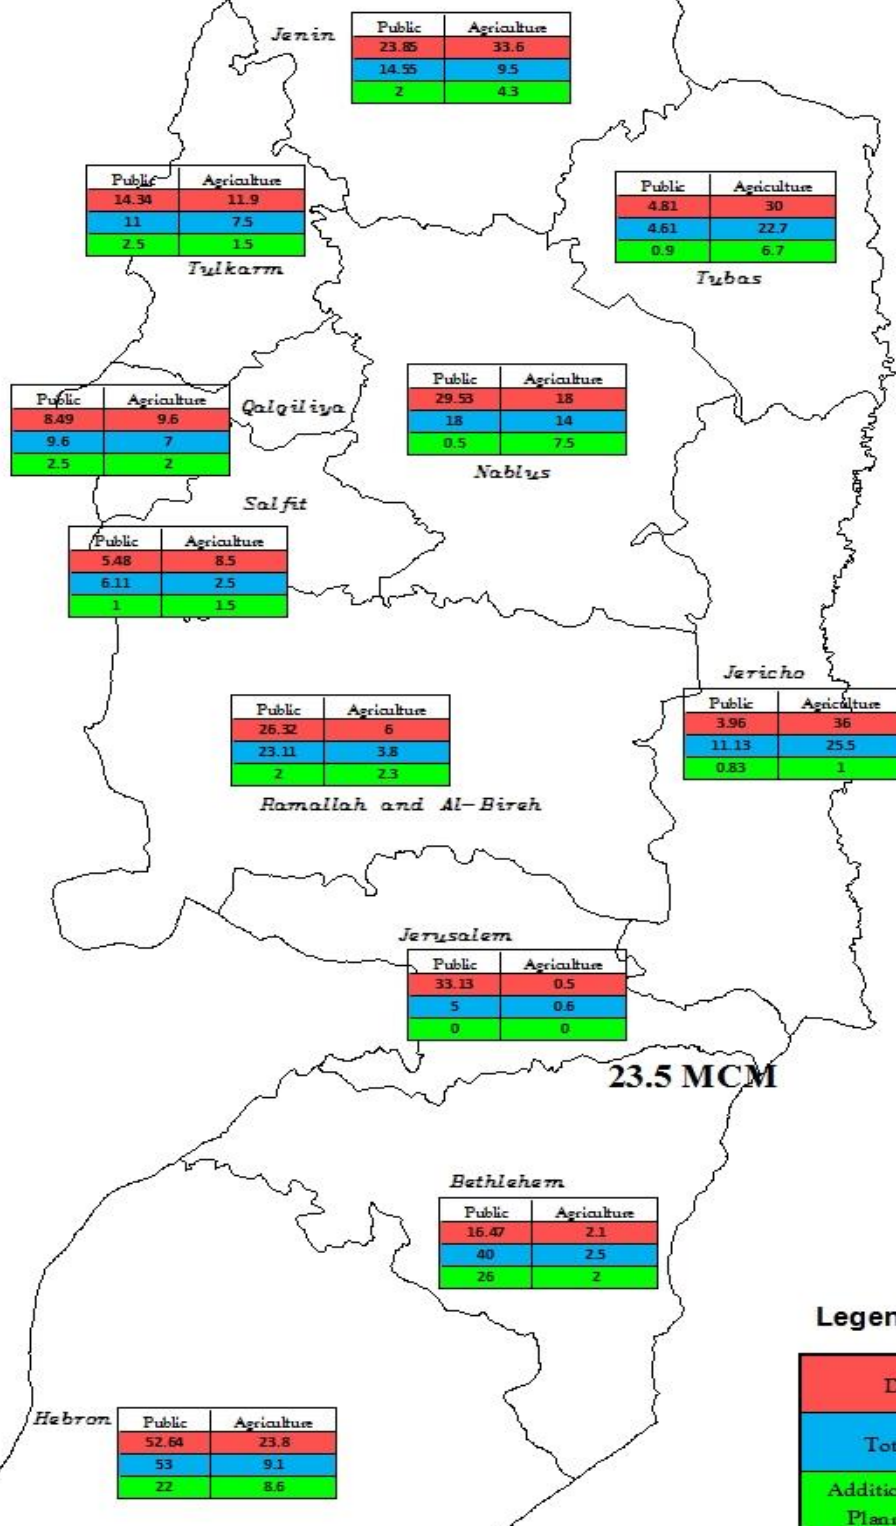 Jenin
Public Agriculture
23.85 33.6
14.55 9.5
2 4.3
Public Agriculture
14.34 11.9
11 7.5
2.5 1.5
Tulkarm
Public Agriculture
4.81 30
4.61 22.7
0.9 6.7
Tubas
Public Agriculture
8.49 9.6
9.6 7
2.5 2
Qalqiliya
Public Agriculture
29.53 18
18 14
0.5 7.5
Nablus
Salfit
Public Agriculture
5.48 8.5
6.11 2.5
1 1.5
Jericho
Public Agriculture
3.96 36
11.13 25.5
0.83 1
Public Agriculture
26.32 6
23.11 3.8
2 2.3
Ramallah and Al-Bireh
Jerusalem
Public Agriculture
33.13 0.5
5 0.6
0 0
23.5 MCM
Bethlehem
Public Agriculture
16.47 2.1
40 2.5
26 2
Hebron
Public Agriculture
52.64 23.8
53 9.1
22 8.6
Legen
D
Tot
Additio
Plan